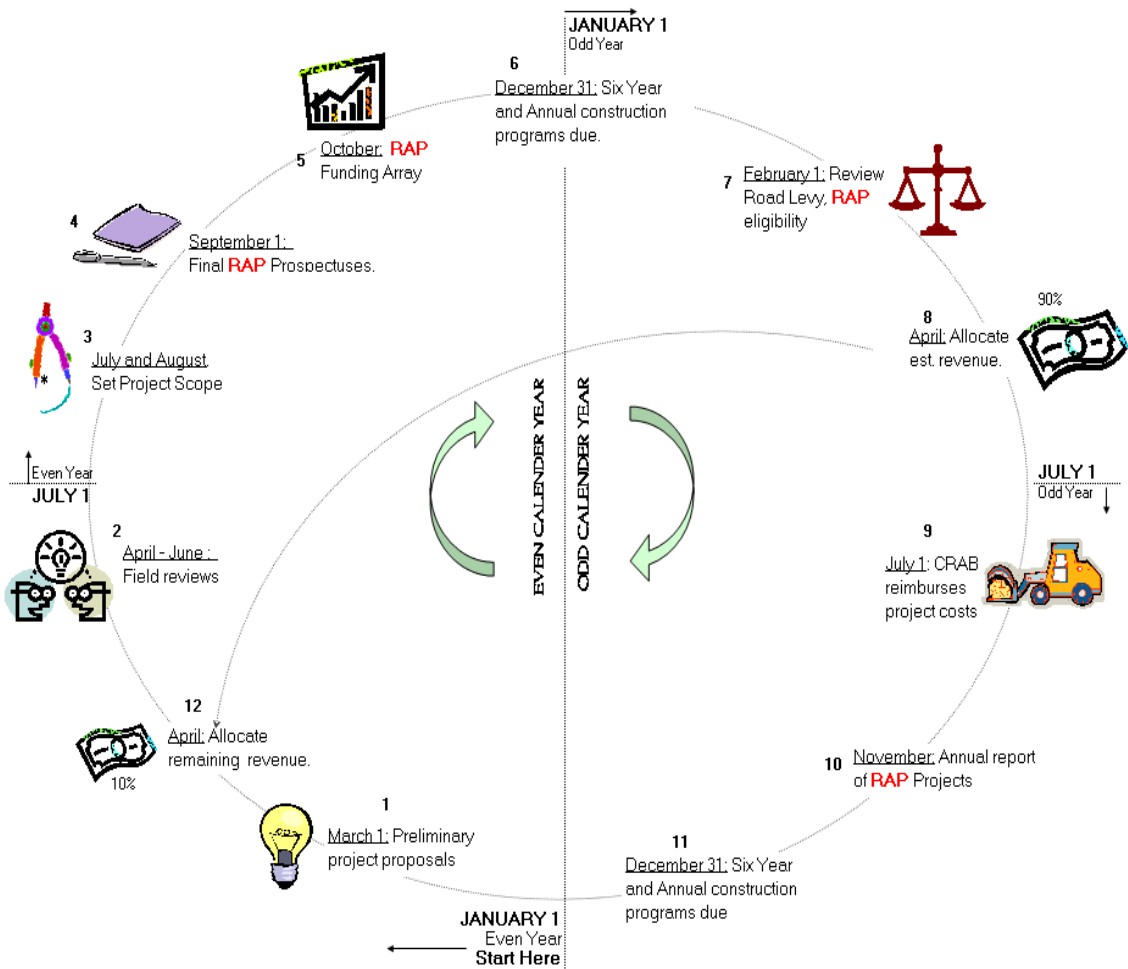 JANUARY 1
Odd Year
6
December 31: Six Year
and Annual construction
programs due.
5
October: RAP
Funding Array
7
February 1: Review
Road Levy, RAP
eligibility
4
September 1:
Final RAP Prospectuses.
90%
8
April: Allocate
est. revenue.
3
July and August
Set Project Scope
*
EVEN CALENDER YEAR
ODD CALENDER YEAR
Even Year
JULY 1
JULY 1
Odd Year
2
April - June :
Field reviews
9
July 1: CRAB
reimburses
project costs
12
April: Allocate
remaining revenue.
10%
10
November: Annual report
of RAP Projects
1
March 1: Preliminary
project proposals
11
December 31: Six Year
and Annual construction
programs due
JANUARY 1
Even Year
Start Here